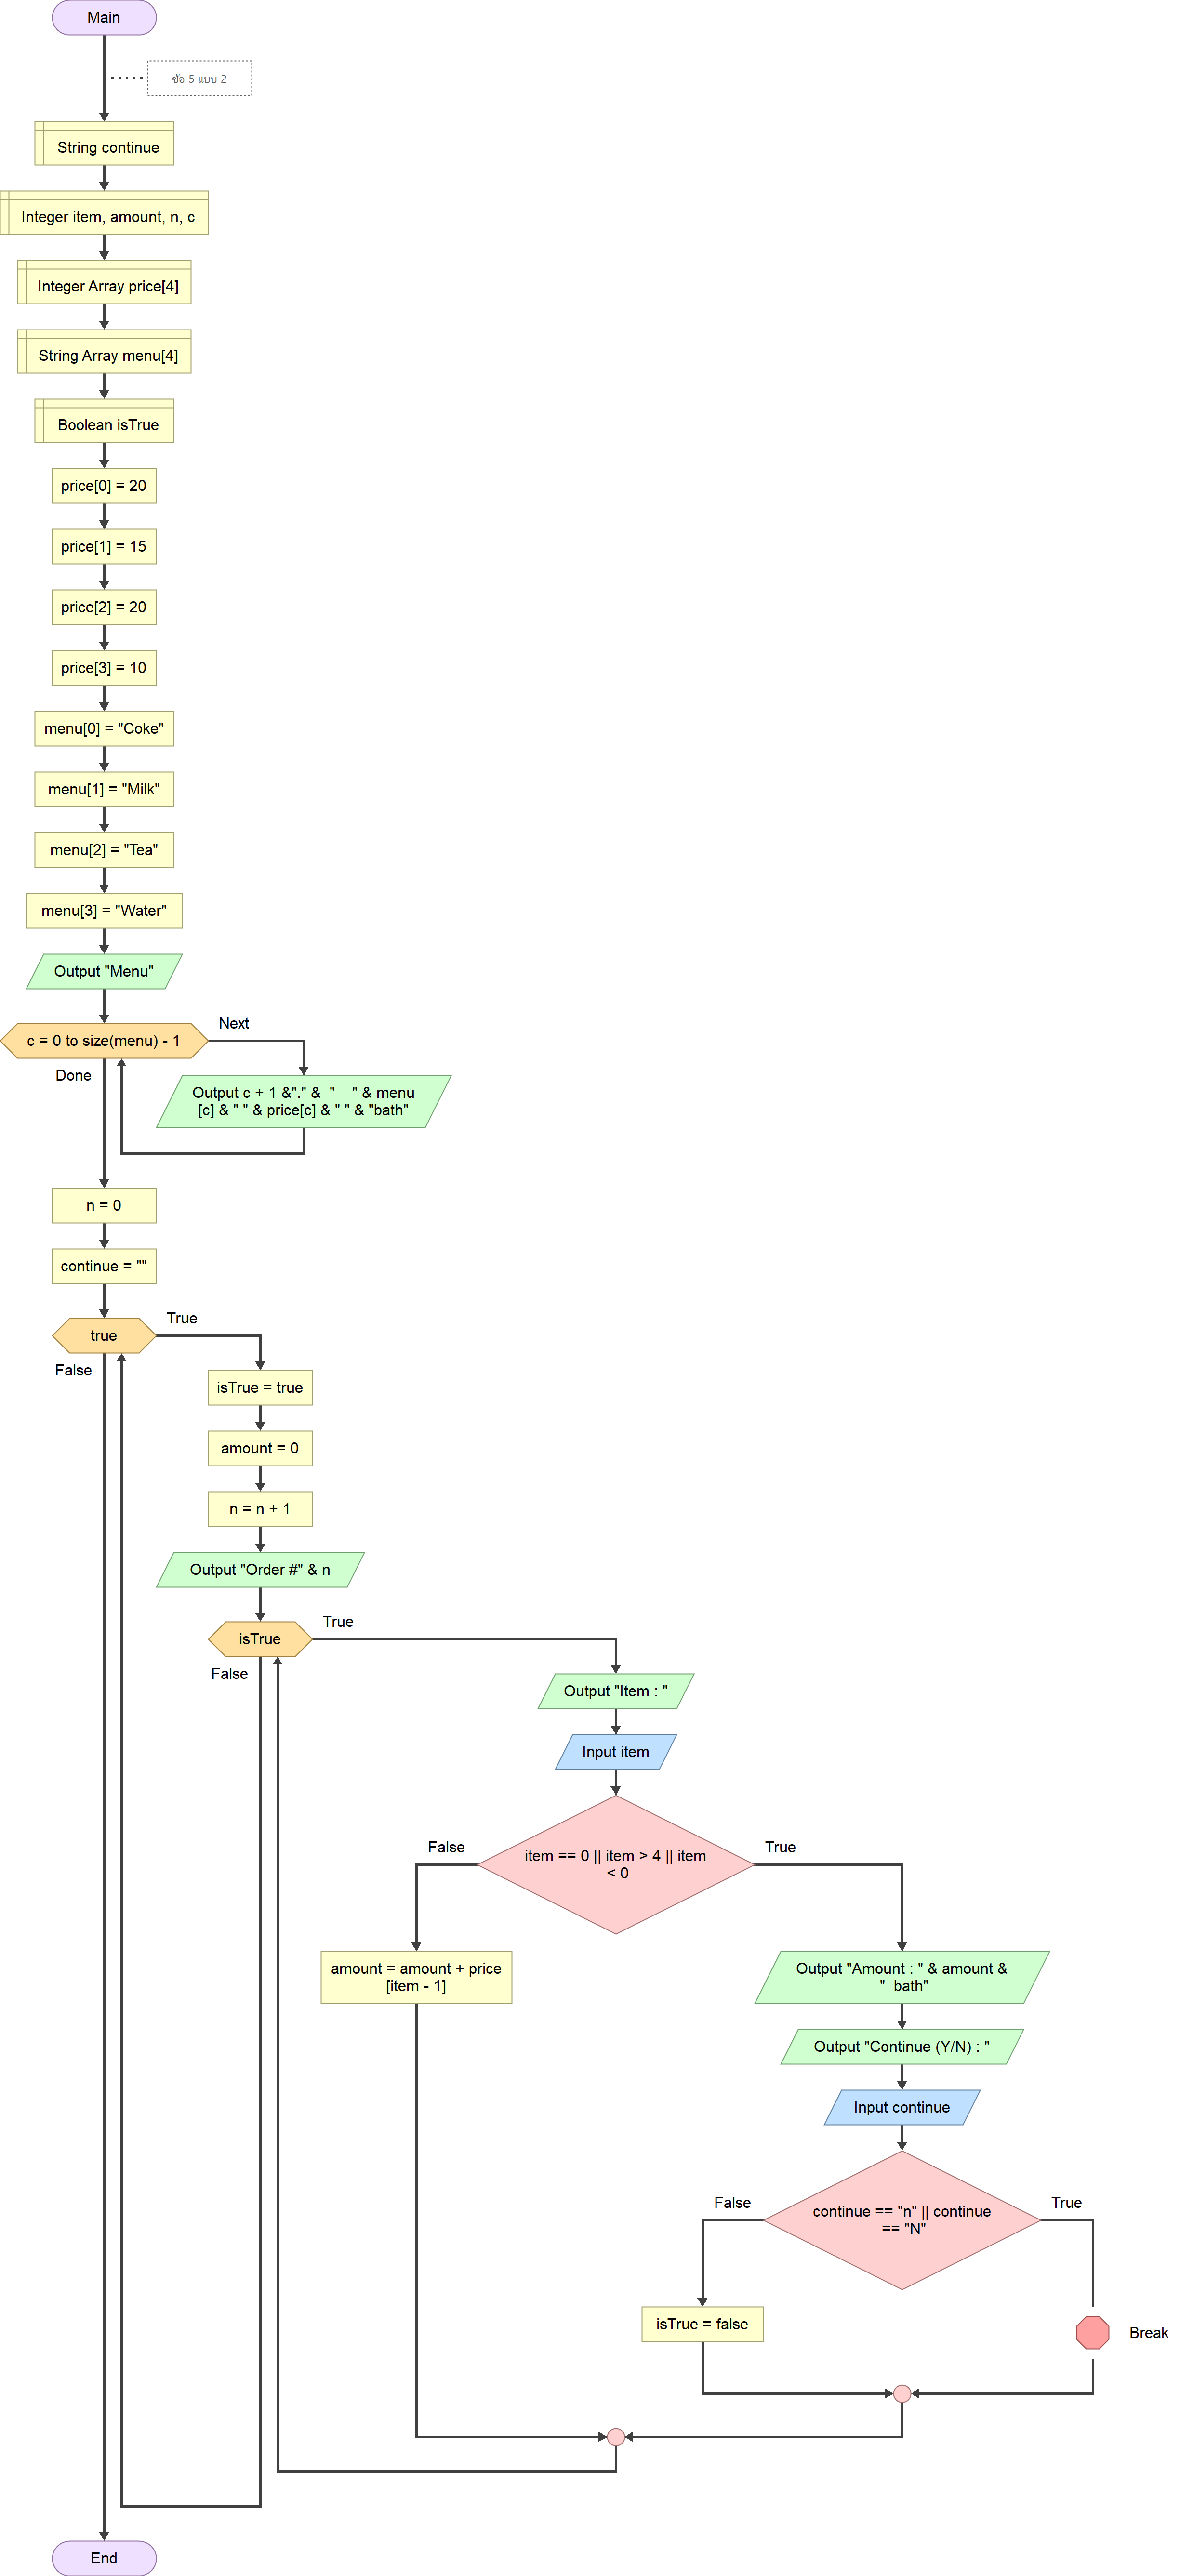 Main
ข้อ 5 แบบ 2
String continue
Integer item, amount, n, c
Integer Array price[4]
String Array menu[4]
Boolean isTrue
price[0] = 20
price[1] = 15
price[2] = 20
price[3] = 10
menu[0] = "Coke"
menu[1] = "Milk"
menu[2] = "Tea"
menu[3] = "Water"
Output "Menu"
c = 0 to size(menu) - 1
Next
Done
Output c + 1 &"." &  "    " & menu
[c] & " " & price[c] & " " & "bath"
n = 0
continue = ""
true
True
False
isTrue = true
amount = 0
n = n + 1
Output "Order #" & n
isTrue
True
False
Output "Item : "
Input item
item == 0 || item > 4 || item
< 0
False
True
amount = amount + price
[item - 1]
Output "Amount : " & amount &
"  bath"
Output "Continue (Y/N) : "
Input continue
continue == "n" || continue
== "N"
False
True
isTrue = false
Break
End